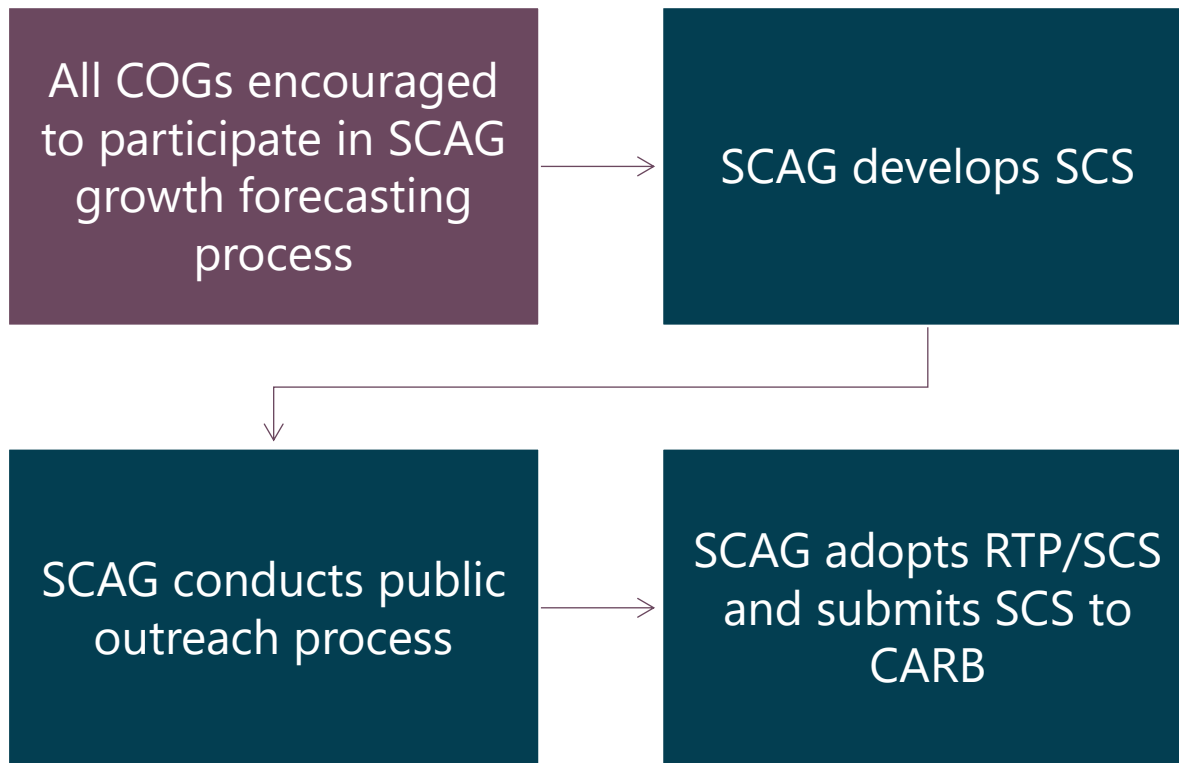 All COGs encouraged
to participate in SCAG
growth forecasting
process
SCAG develops SCS
SCAG conducts public
outreach process
SCAG adopts RTP/SCS
and submits SCS to
CARB